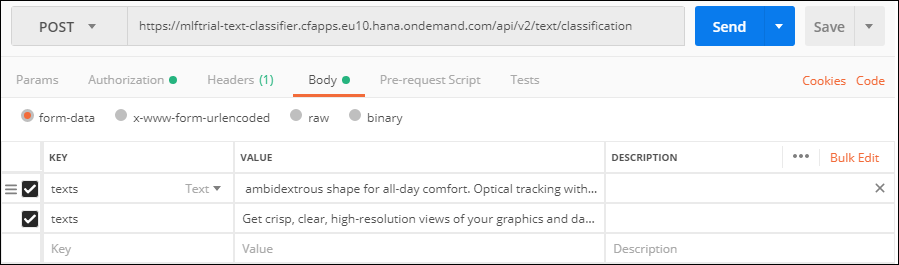 POST https://mlftrial-text-classifier.cfapps.eu10.hana.ondemand.com/api/v2/text/classification Send Save
Params Authorization Headers (1) Body Pre-request Script Tests Cookies Code
form-data x-www-form-urlencoded raw binary
KEY VALUE DESCRIPTION ••• Bulk Edit
texts Text ambidextrous shape for all-day comfort. Optical tracking with...
texts Get crisp, clear, high-resolution views of your graphics and da...
Key Value Description